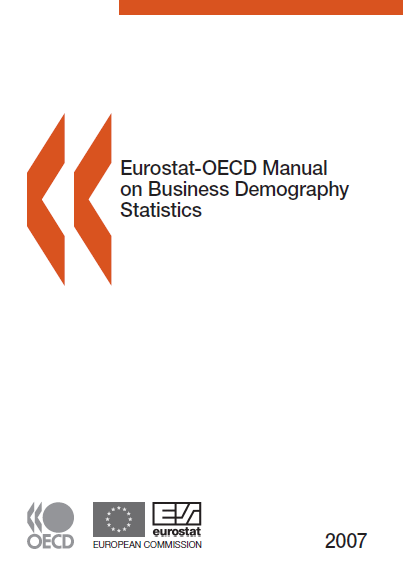 Eurostat-OECD Manual
on Business Demography
Statistics
OECD
eurostat
EUROPEAN COMMISSION
2007